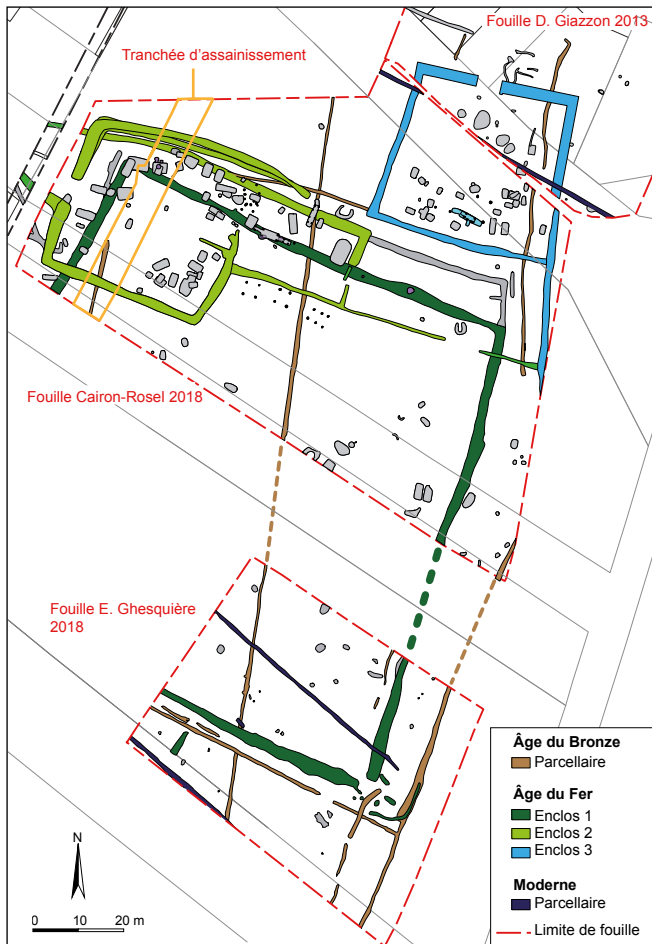 Fouille D. Giazzon 2013
Tranchée d'assainissement
Fouille Cairon-Rosel 2018
Fouille E. Ghesquière
2018
N
0 10 20 m
Âge du Bronze
Parcellaire
Âge du Fer
Enclos 1
Enclos 2
Enclos 3
Moderne
Parcellaire
Limite de fouille